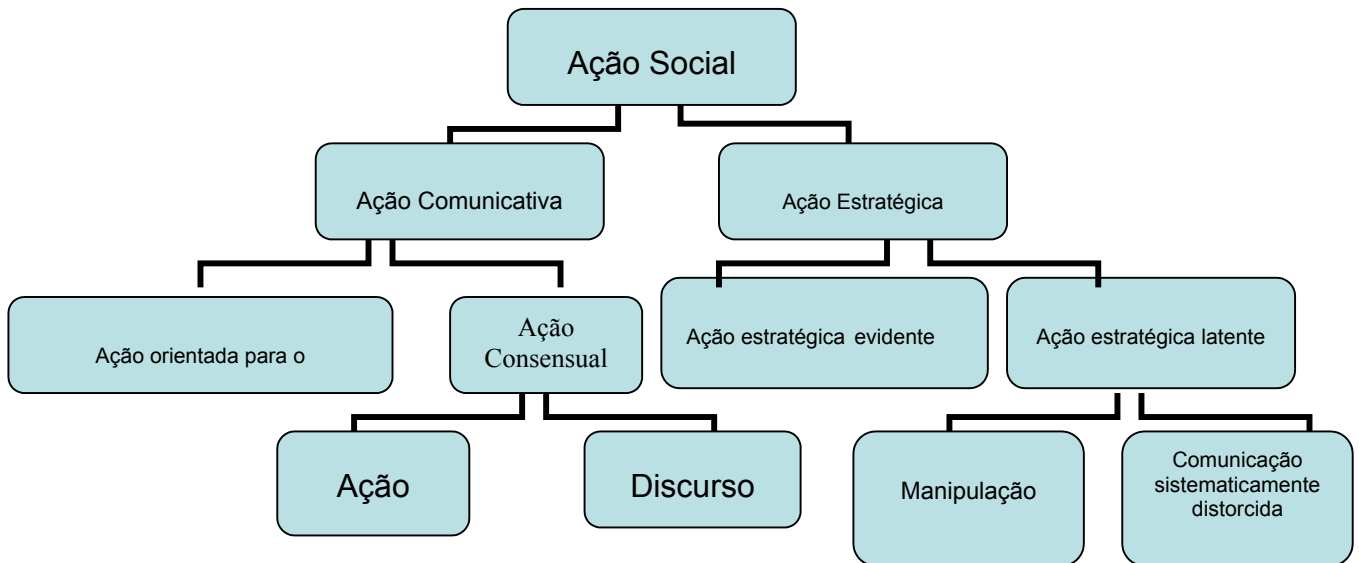 Ação Social
Ação Comunicativa
Ação Estratégica
Ação orientada para o
Ação
Consensual
Ação estratégica evidente
Ação estratégica latente
Ação
Discurso
Manipulação
Comunicação
sistematicamente
distorcida